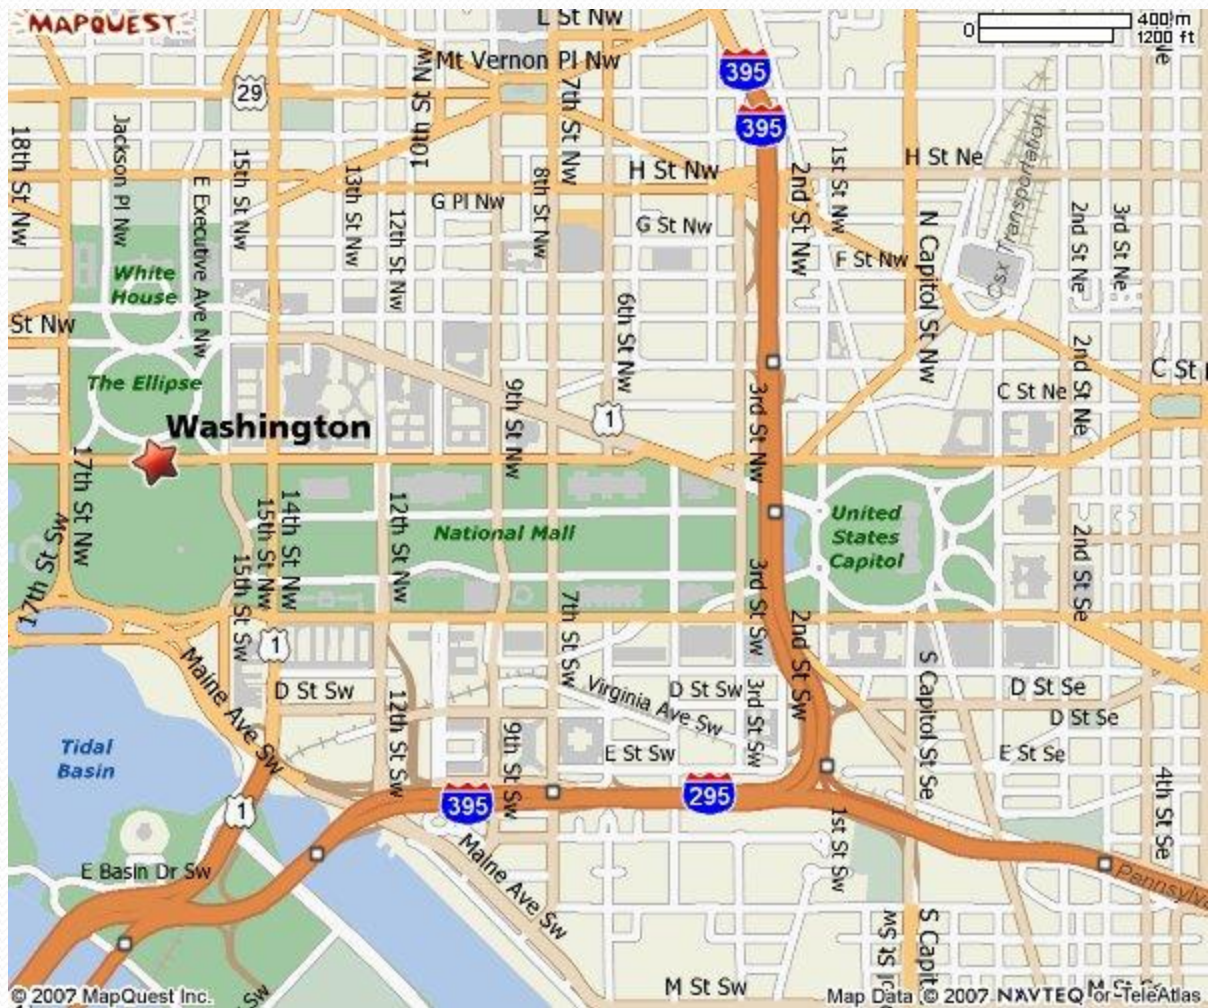 MAPQUEST
L St Nw
400 m
0
1200 ft
Mt Vernon Pl Nw
395
29
395
10th St Nw
7th St Nw
18th St Nw
Jackson Pl Nw
15th St Nw
H St Nw
2nd St Nw
1st St Nw
H St Ne
Csx Transportation
E Executive Ave Nw
13th St Nw
12th St Nw
G Pl Nw
8th St Nw
G St Nw
F St Nw
N Capitol St Nw
2nd St Ne
3rd St Ne
White
House
St Nw
6th St Nw
2nd St Ne
The Ellipse
9th St Nw
3rd St Nw
C St Ne
C St
Washington
1
17th St Nw
15th St Nw
14th St Nw
12th St Nw
National Mall
United
States
Capitol
2nd St Se
17th St Sw
15th St Sw
7th St Sw
3rd St Sw
2nd St Sw
1
Maine Ave Sw
D St Sw
12th St Sw
Virginia Ave Sw
D St Sw
3rd St Sw
S Capitol St Se
D St Se
D St Se
Tidal
Basin
9th St Sw
E St Sw
E St Se
4th St Se
1
395
295
1st St Sw
E Basin Dr Sw
Maine Ave Sw
Pennsylva
S Capit
M St Sw
© 2007 MapQuest Inc.
Map Data © 2007 NAVTEQ or TeleAtlas